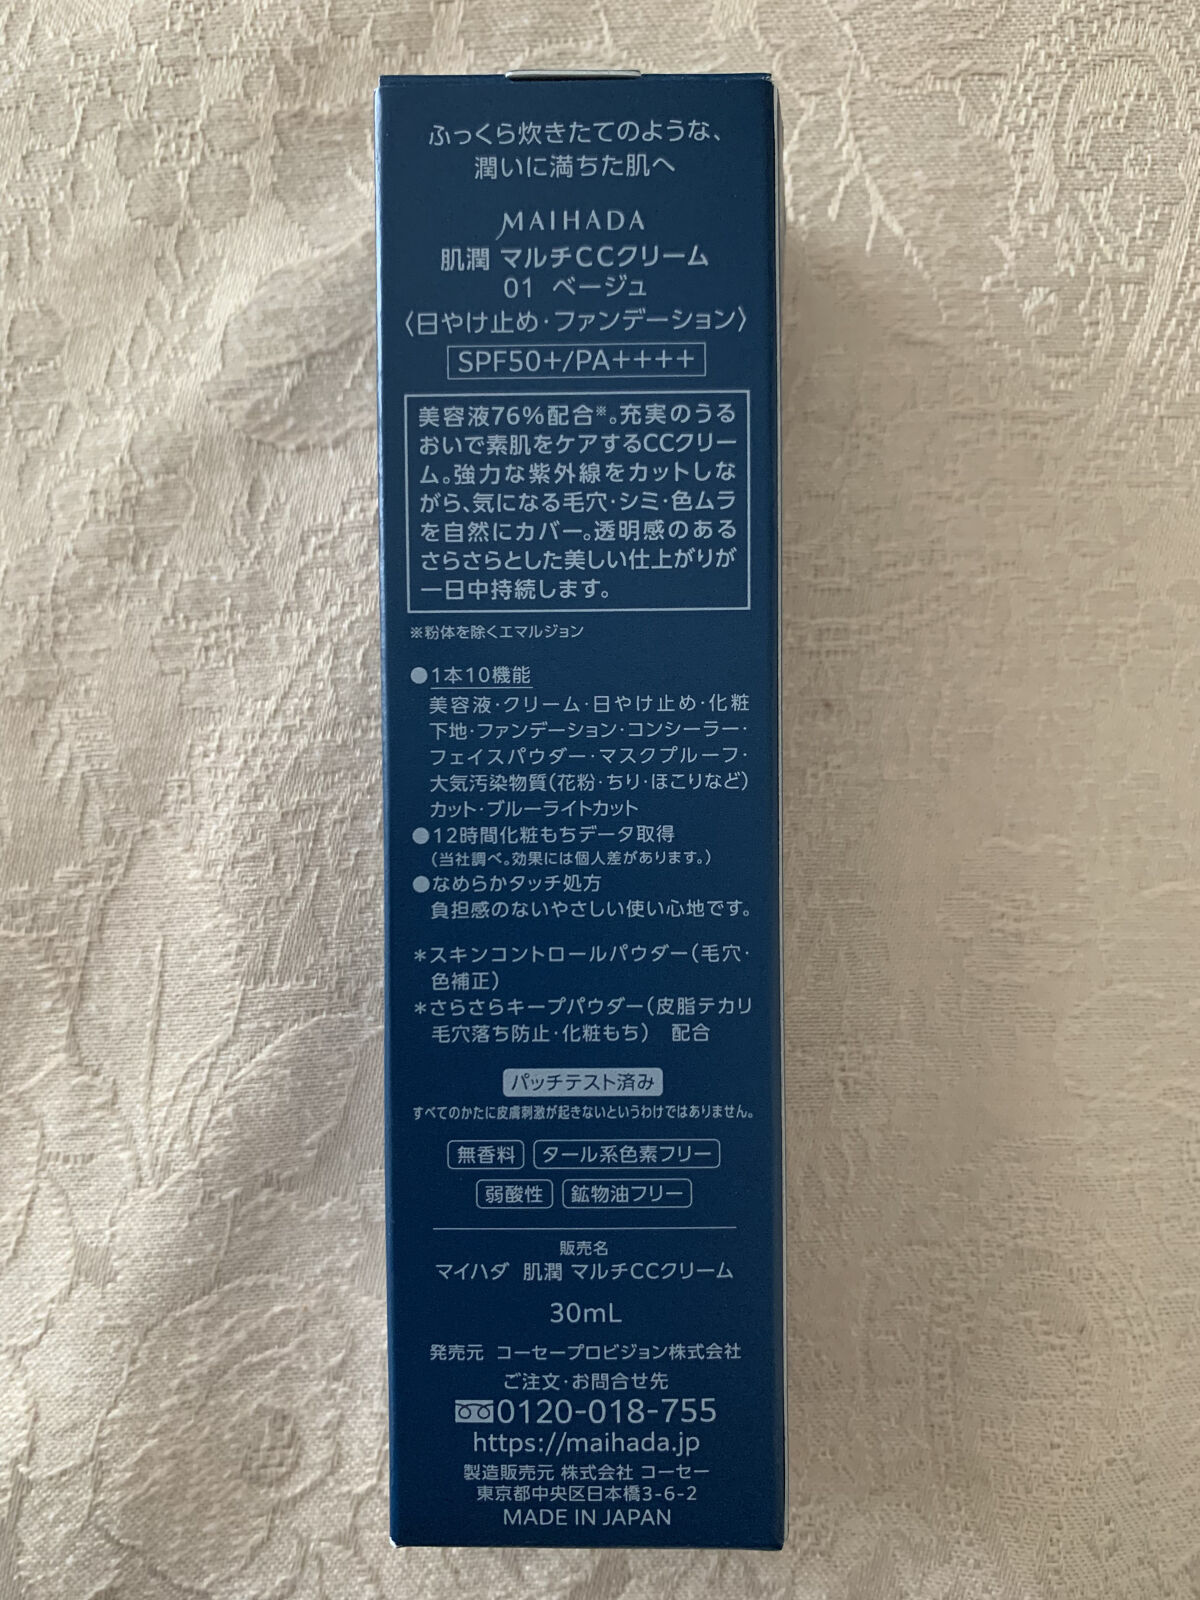 ふっくら炊きたてのような、
潤いに満ちた肌へ
MAIHADA
肌潤 マルチCCクリーム
01 ベージュ
〈日やけ止め・ファンデーション〉
SPF50+/PA++++
美容液76%配合※。充実のうる
おいで素肌をケアするCCクリー
ム。強力な紫外線をカットしな
がら、気になる毛穴・シミ・色ムラ
を自然にカバー。透明感のある
さらさらとした美しい仕上がりが
一日中持続します。
※粉体を除くエマルジョン
●1本10機能
美容液・クリーム・日やけ止め・化粧
下地・ファンデーション・コンシーラー・
フェイスパウダー・マスクプルーフ・
大気汚染物質(花粉・ちり・ほこりなど)
カット・ブルーライトカット
●12時間化粧もちデータ取得
(当社調べ。効果には個人差があります。)
●なめらかタッチ処方
負担感のないやさしい使い心地です。
*スキンコントロールパウダー(毛穴・
色補正)
*さらさらキープパウダー(皮脂テカリ
毛穴落ち防止・化粧もち) 配合
パッチテスト済み
すべてのかたに皮膚刺激が起きないというわけではありません。
無香料 タール系色素フリー
弱酸性 鉱物油フリー
販売名
マイハダ 肌潤 マルチCCクリーム
30mL
発売元 コーセープロビジョン株式会社
ご注文・お問合せ先
0120-018-755
https://maihada.jp
製造販売元 株式会社 コーセー
東京都中央区日本橋3-6-2
MADE IN JAPAN